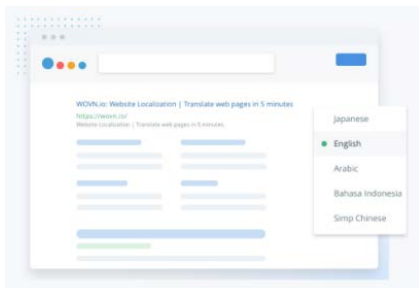 WOVN.io: Website Localization | Translate web pages in 5 minutes
https://wovn.io/
Website Localization | Translate web pages in 5 minutes.
Japanese
English
Arabic
Bahasa Indonesia
Simp Chinese